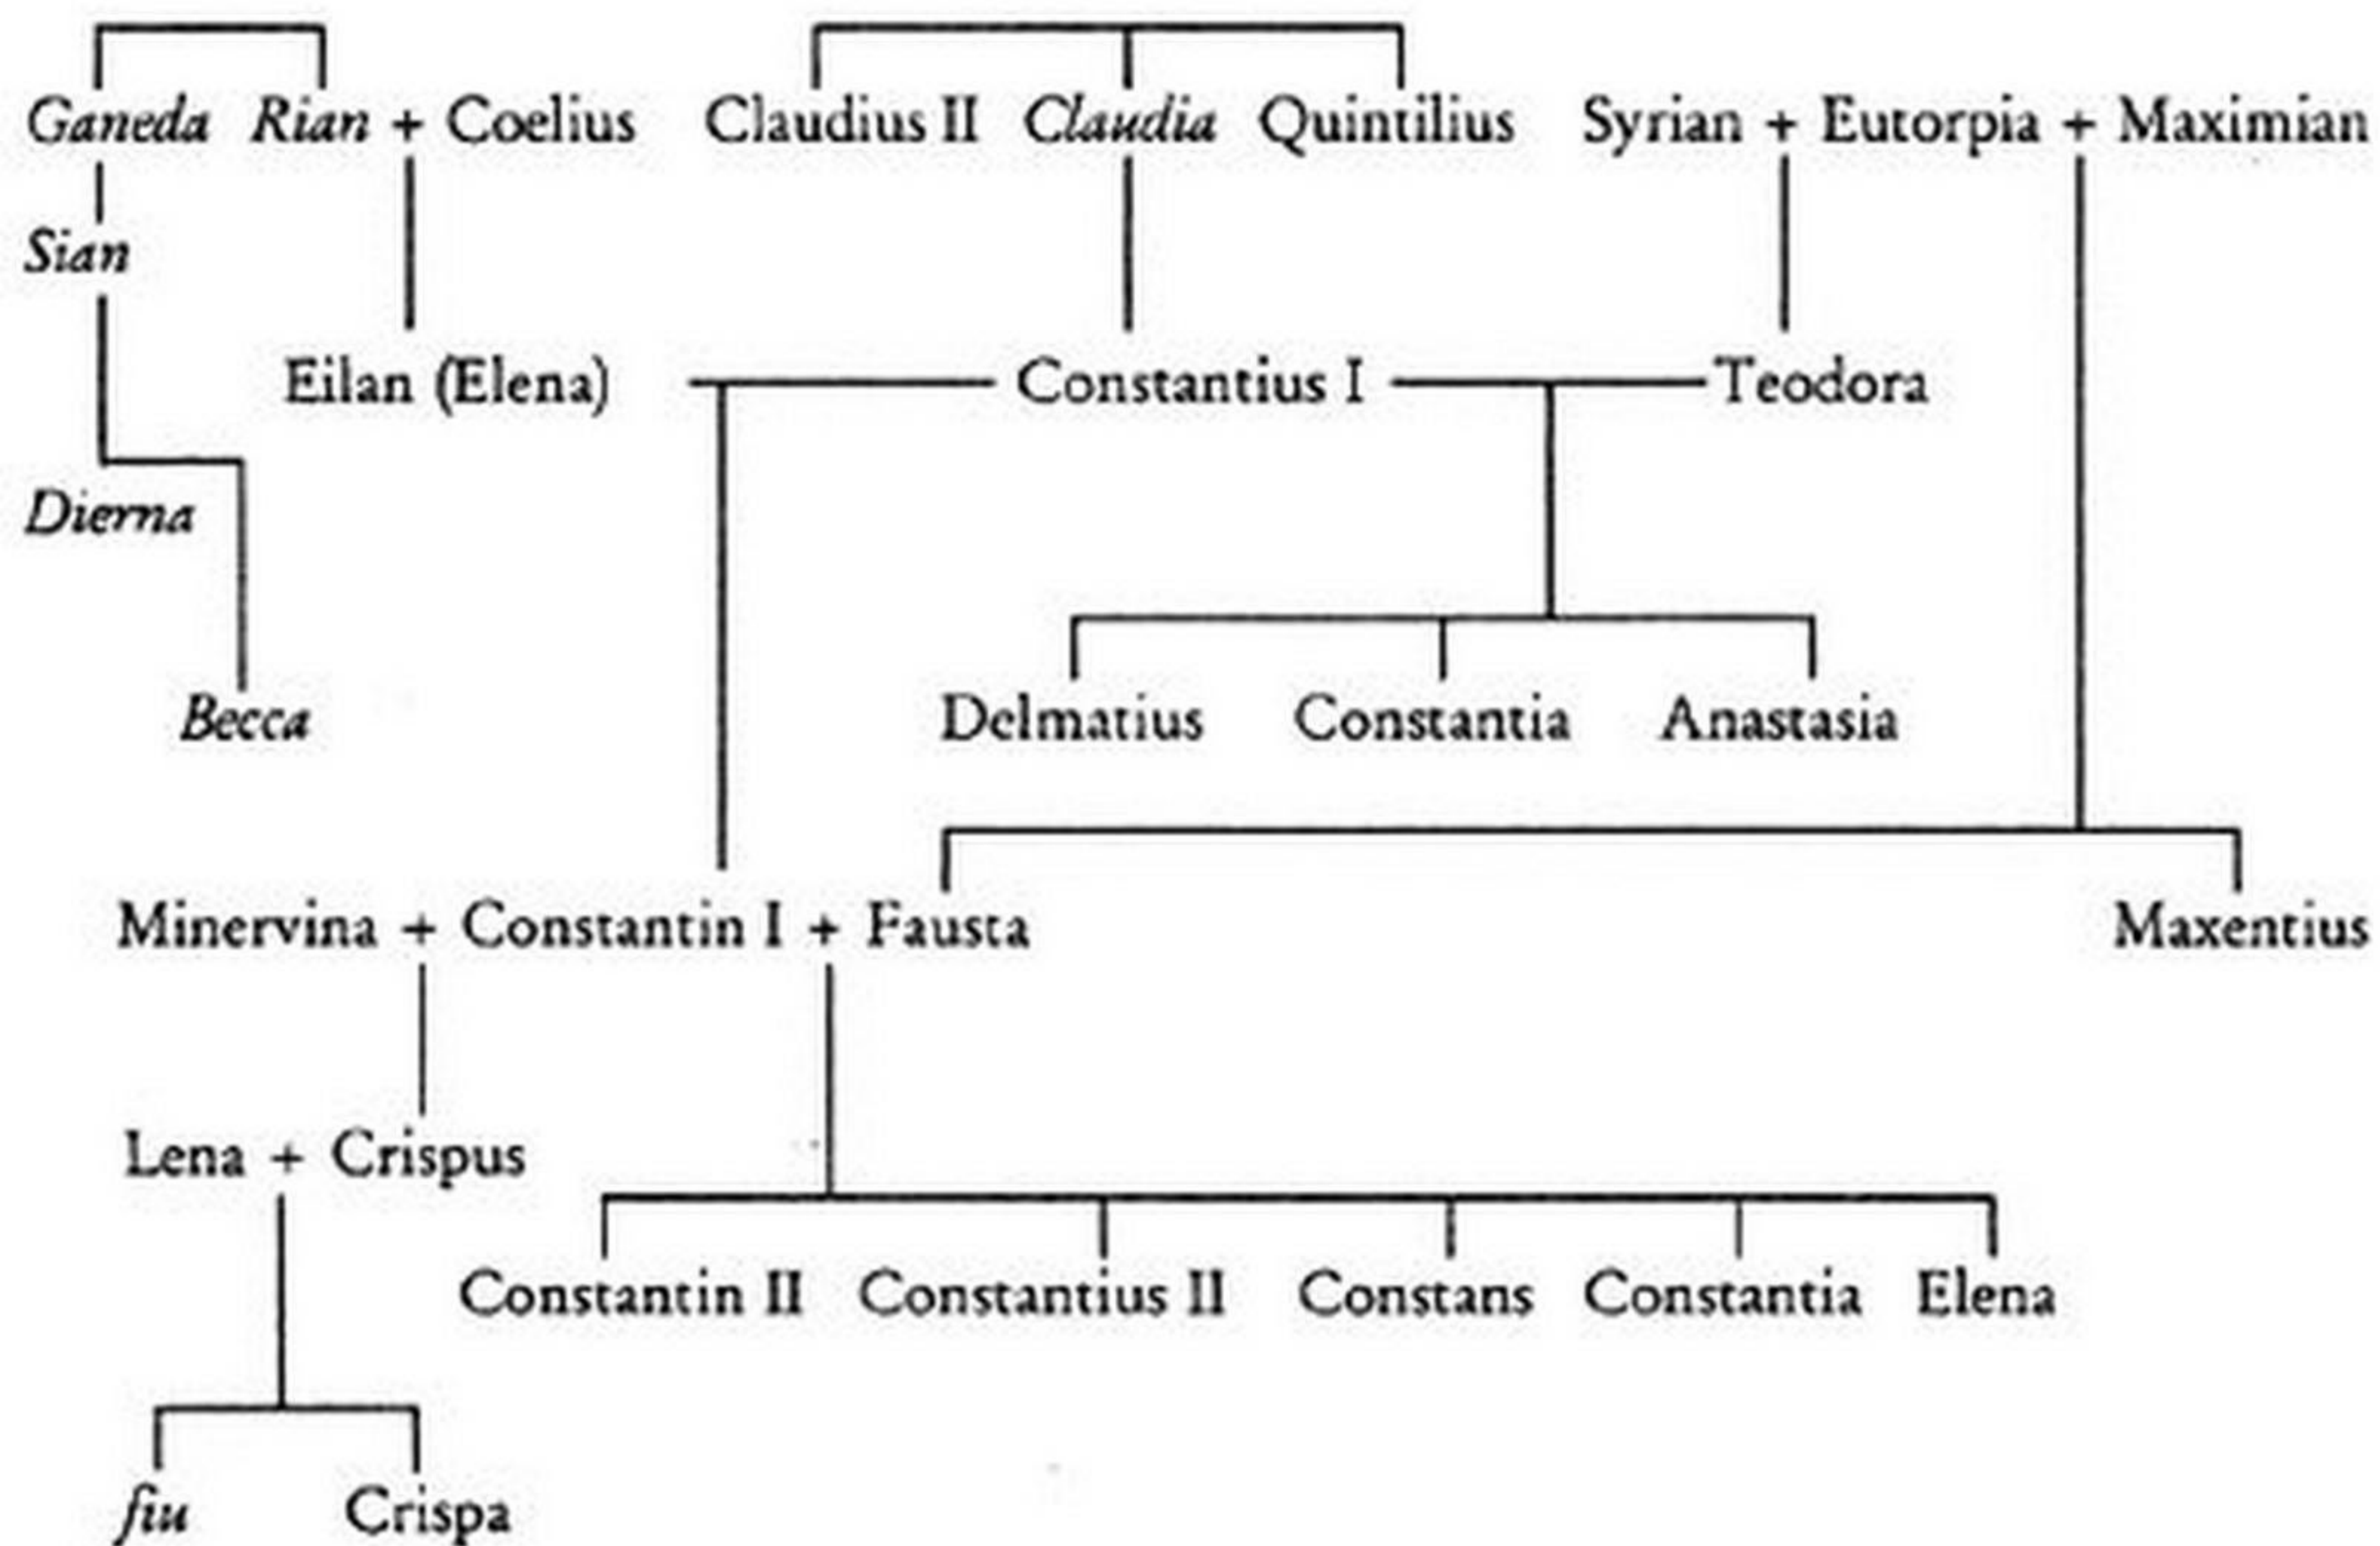 Ganeda Rian + Coelius Claudius II Claudia Quintilius Syrian + Eutorpia + Maximian
Sian
Eilan (Elena) Constantius I Teodora
Dierna
Becca Delmatius Constantia Anastasia
Minervina + Constantin I + Fausta Maxentius
Lena + Crispus
Constantin II Constantius II Constans Constantia Elena
fiu Crispa